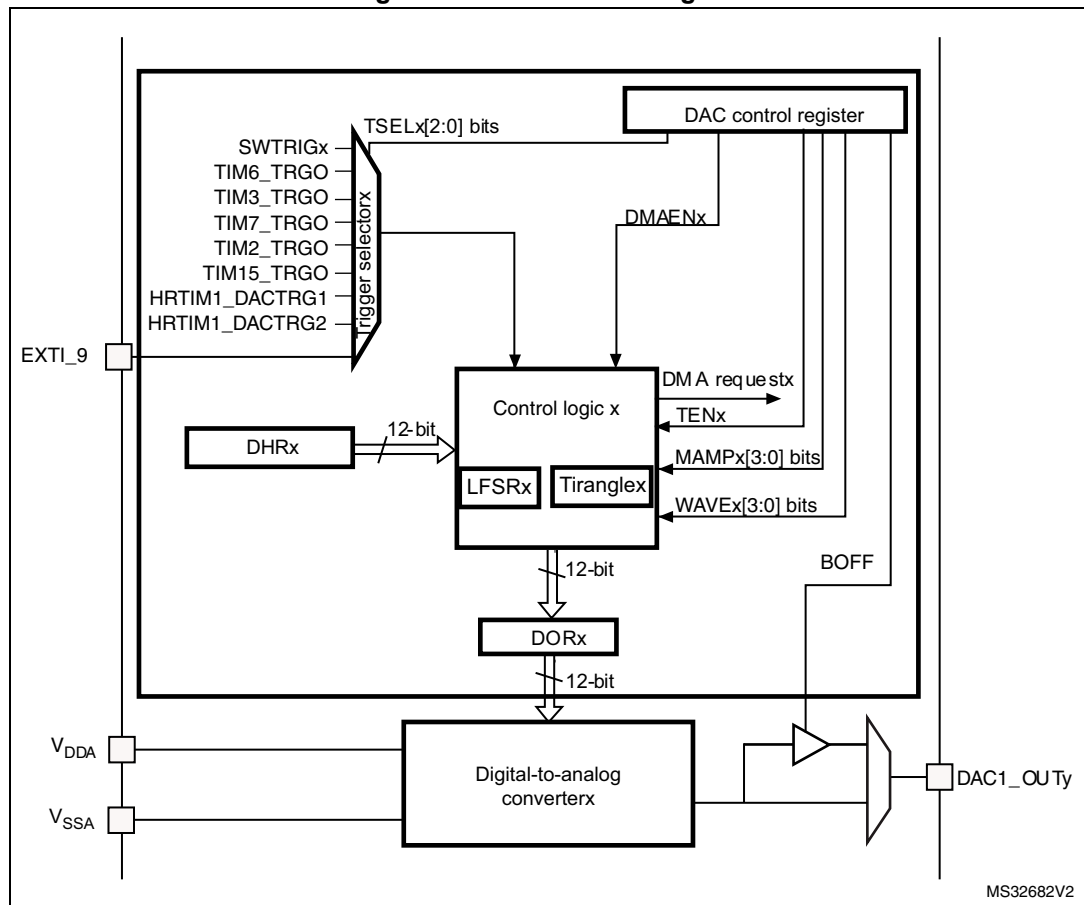 DAC control register
TSELx[2:0] bits
SWTRIGx
TIM6_TRGO
TIM3_TRGO
TIM7_TRGO
TIM2_TRGO
TIM15_TRGO
HRTIM1_DACTRG1
HRTIM1_DACTRG2
Trigger selectorx
DMAENx
EXTI_9
DMA requestx
Control logic x
TENx
12-bit
DHRx
MAMPx[3:0] bits
LFSRx
Tiranglex
WAVEx[3:0] bits
12-bit
BOFF
DORx
12-bit
VDDA
Digital-to-analog
converterx
DAC1_OUTy
VSSA
MS32682V2